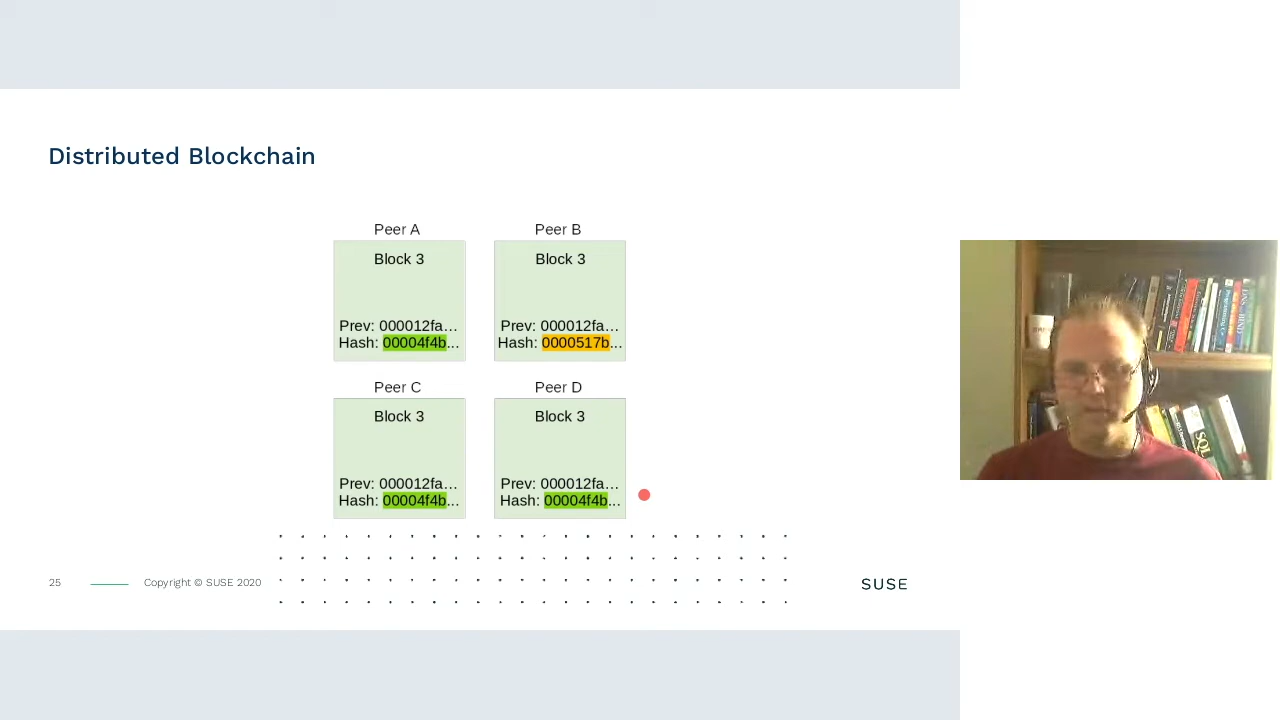 Distributed Blockchain
Peer A
Block 3
Prev: 000012fa...
Hash: 00004f4b...
Peer B
Block 3
Prev: 000012fa...
Hash: 0000517b...
Peer C
Block 3
Prev: 000012fa...
Hash: 00004f4b...
Peer D
Block 3
Prev: 000012fa...
Hash: 00004f4b...
25
Copyright © SUSE 2020
SUSE
SQL